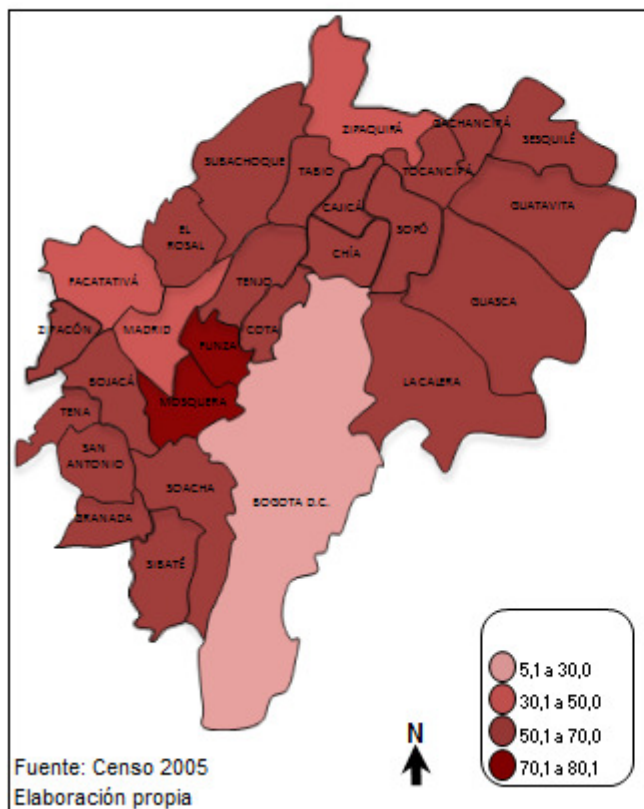 ZIPAQUIRÁ
GACHANCIPÁ
SESQUILÉ
SUBACHOQUE
TABIO
TOCANCIPÁ
CAJICÁ
GUATAVITA
EL
ROSAL
SOPÓ
CHÍA
FACATATIVÁ
TENJO
GUASCA
ZIPACÓN
MADRID
FUNZA
COTA
BOJACÁ
LA CALERA
MOSQUERA
TENA
SAN
ANTONIO
SOACHA
BOGOTA D.C.
GRANADA
SIBATÉ
5,1 a 30,0
30,1 a 50,0
50,1 a 70,0
70,1 a 80,1
N
Fuente: Censo 2005
Elaboración propia